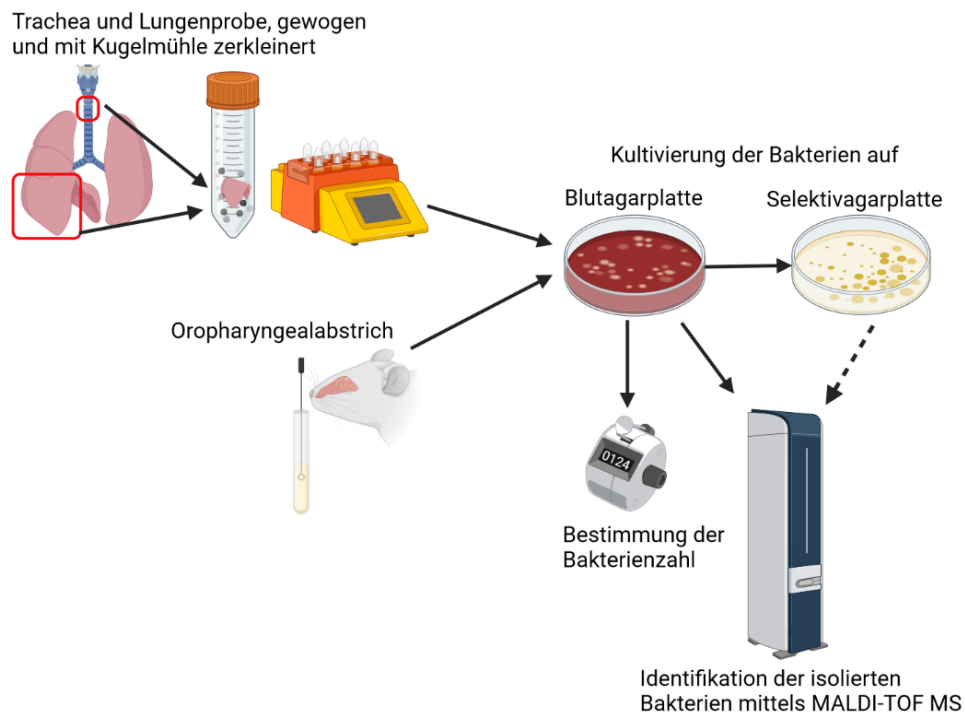 Trachea und Lungenprobe, gewogen
und mit Kugelmühle zerkleinert
Kultivierung der Bakterien auf
Blutagarplatte
Selektivagarplatte
Oropharyngealabstrich
0124
Bestimmung der
Bakterienzahl
Identifikation der isolierten
Bakterien mittels MALDI-TOF MS